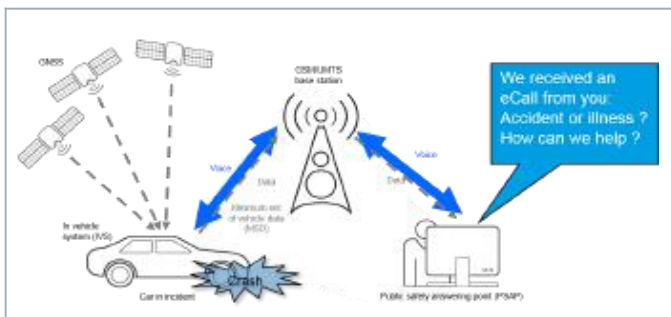 GNSS
GSM/UMTS
base station
We received an
eCall from you:
Accident or illness ?
How can we help ?
Voice
Data
Voice
Data
Minimum set
of vehicle data
(MSD)
In vehicle
system (IVS)
Crash
Car in incident
Public safety answering point (PSAP)